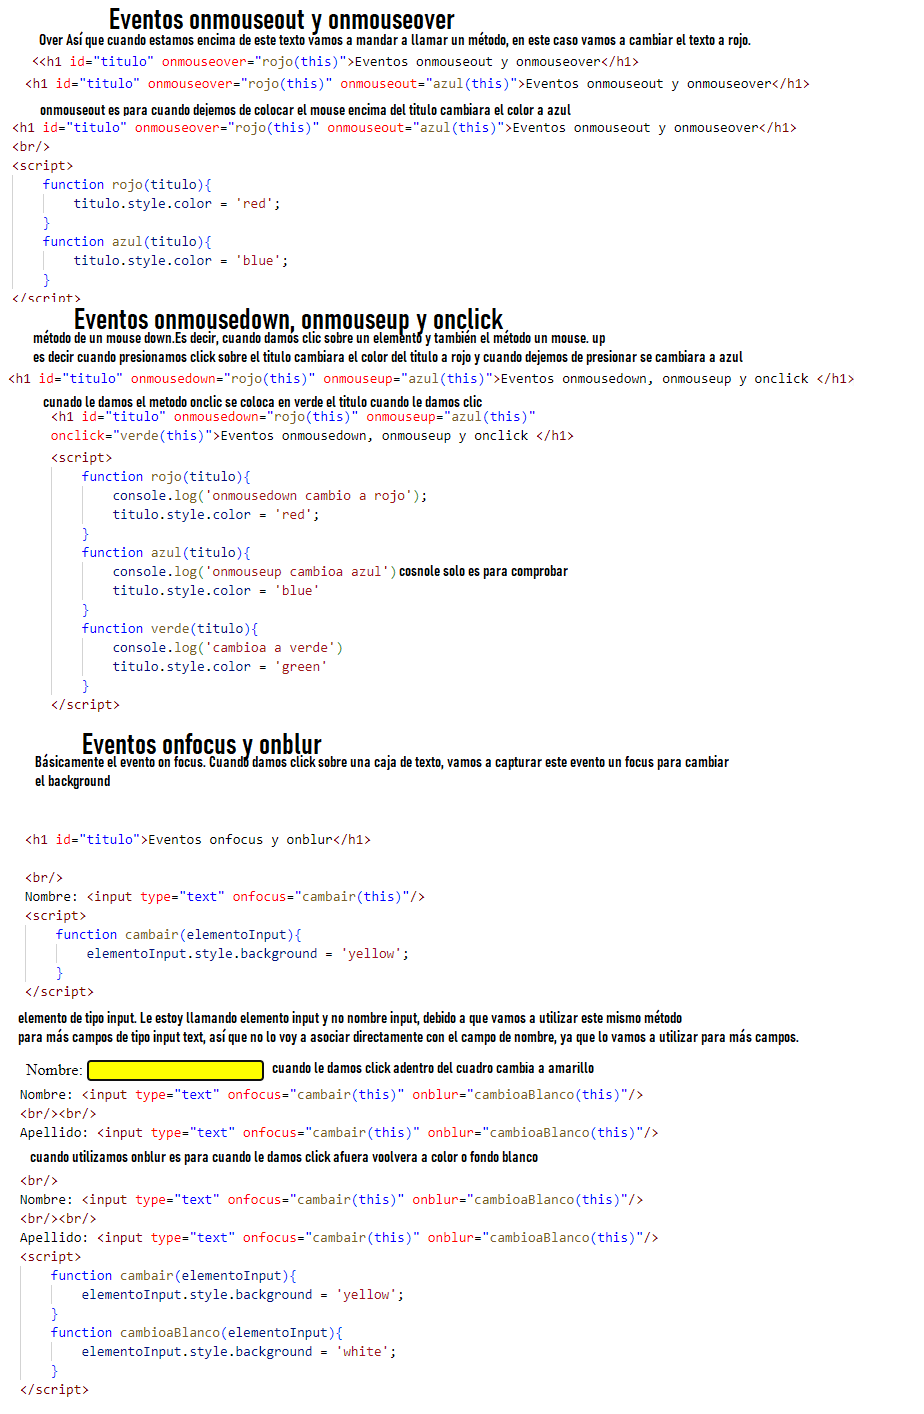 Eventos onmouseout y onmouseover
Over Así que cuando estamos encima de este texto vamos a mandar a llamar un método, en este caso vamos a cambiar el texto a rojo.
<<h1 id="titulo" onmouseover="rojo(this)">Eventos onmouseout y onmouseover</h1>
<h1 id="titulo" onmouseover="rojo(this)" onmouseout="azul(this)">Eventos onmouseout y onmouseover</h1>
onmouseout es para cuando dejemos de colocar el mouse encima del titulo cambiara el color a azul
<h1 id="titulo" onmouseover="rojo(this)" onmouseout="azul(this)">Eventos onmouseout y onmouseover</h1>
<br/>
<script>
function rojo(titulo){
titulo.style.color = 'red';
}
function azul(titulo){
titulo.style.color = 'blue';
}
</script>
Eventos onmousedown, onmouseup y onclick
método de un mouse down.Es decir, cuando damos clic sobre un elemento y también el método un mouse. up
es decir cuando presionamos click sobre el titulo cambiara el color del titulo a rojo y cuando dejemos de presionar se cambiara a azul
<h1 id="titulo" onmousedown="rojo(this)" onmouseup="azul(this)">Eventos onmousedown, onmouseup y onclick </h1>
cunado le damos el metodo onclic se coloca en verde el titulo cuando le damos clic
<h1 id="titulo" onmousedown="rojo(this)" onmouseup="azul(this)"
onclick="verde(this)">Eventos onmousedown, onmouseup y onclick </h1>
<script>
function rojo(titulo){
console.log('onmousedown cambio a rojo');
titulo.style.color = 'red';
}
function azul(titulo){
console.log('onmouseup cambioa azul') cosnole solo es para comprobar
titulo.style.color = 'blue'
}
function verde(titulo){
console.log('cambioa a verde')
titulo.style.color = 'green'
}
</script>
Eventos onfocus y onblur
Básicamente el evento on focus. Cuando damos click sobre una caja de texto, vamos a capturar este evento un focus para cambiar
el background
<h1 id="titulo">Eventos onfocus y onblur</h1>
<br/>
Nombre: <input type="text" onfocus="cambair(this)"/>
<script>
function cambair(elementoInput){
elementoInput.style.background = 'yellow';
}
</script>
elemento de tipo input. Le estoy llamando elemento input y no nombre input, debido a que vamos a utilizar este mismo método
para más campos de tipo input text, así que no lo voy a asociar directamente con el campo de nombre, ya que lo vamos a utilizar para más campos.
Nombre: cuando le damos click adentro del cuadro cambia a amarillo
Nombre: <input type="text" onfocus="cambair(this)" onblur="cambioaBlanco(this)"/>
<br/><br/>
Apellido: <input type="text" onfocus="cambair(this)" onblur="cambioaBlanco(this)"/>
cuando utilizamos onblur es para cuando le damos click afuera voolvera a color o fondo blanco
<br/>
Nombre: <input type="text" onfocus="cambair(this)" onblur="cambioaBlanco(this)"/>
<br/><br/>
Apellido: <input type="text" onfocus="cambair(this)" onblur="cambioaBlanco(this)"/>
<script>
function cambair(elementoInput){
elementoInput.style.background = 'yellow';
}
function cambioaBlanco(elementoInput){
elementoInput.style.background = 'white';
}
</script>